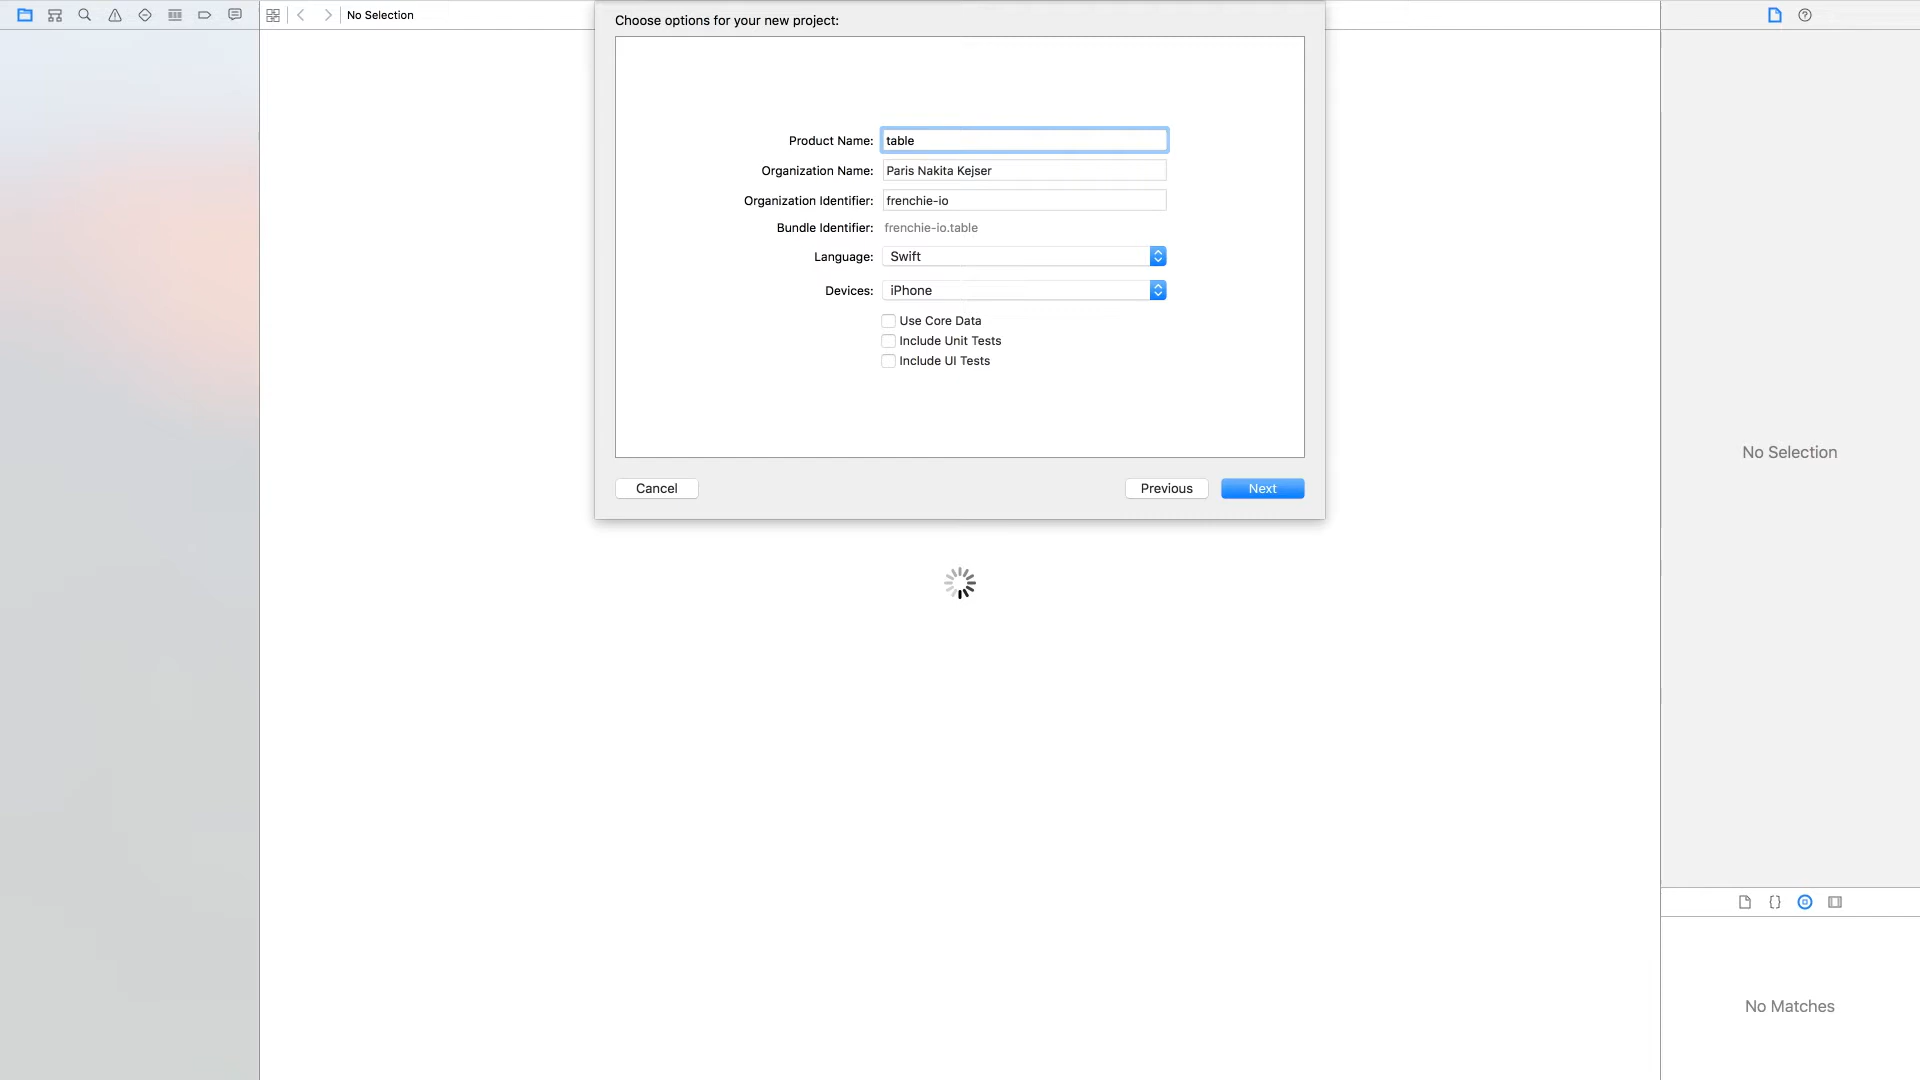 No Selection
Choose options for your new project:
Product Name: table
Organization Name: Paris Nakita Kejser
Organization Identifier: frenchie-io
Bundle Identifier: frenchie-io.table
Language: Swift
Devices: iPhone
Use Core Data
Include Unit Tests
Include UI Tests
Cancel Previous Next
No Selection
No Matches